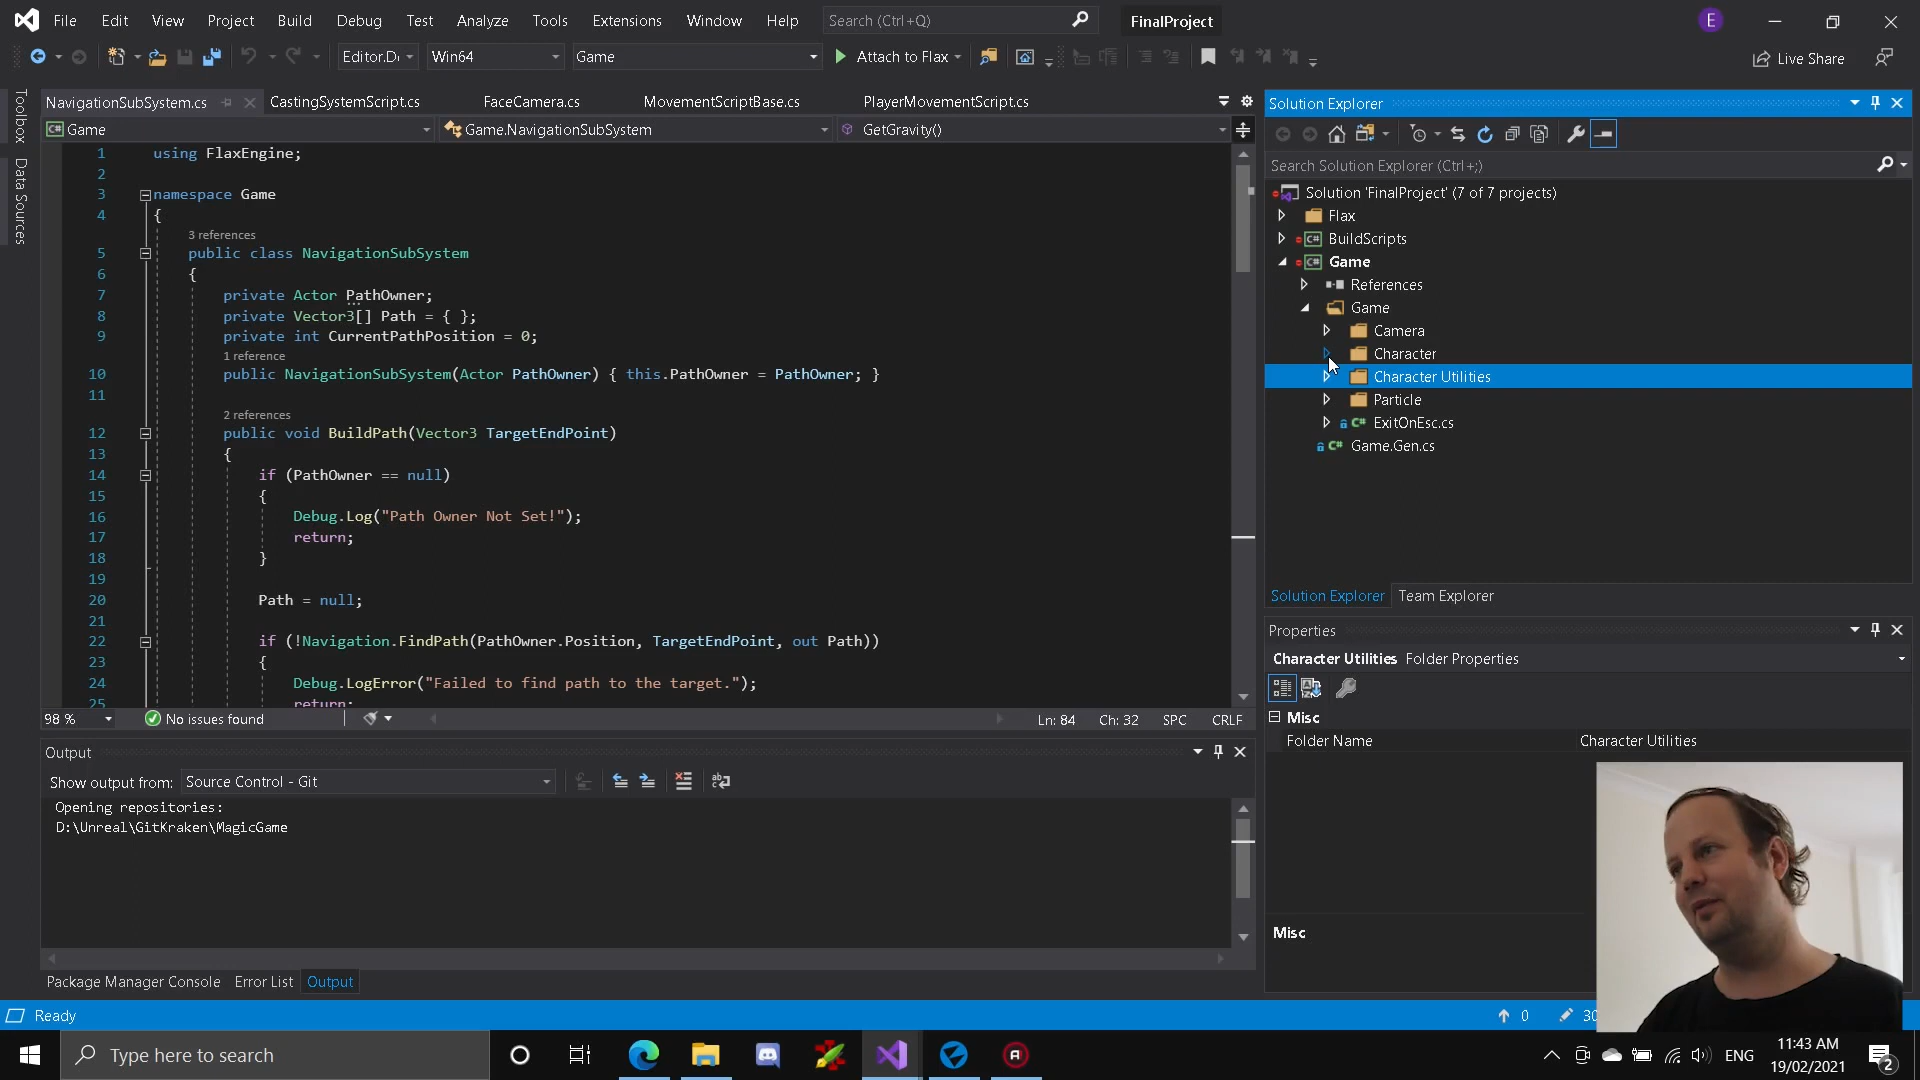 File Edit View Project Build Debug Test Analyze Tools Extensions Window Help Search (Ctrl+Q) FinalProject E
Editor.D Win64 Game Attach to Flax Live Share
Toolbox
Data Sources
NavigationSubSystem.cs CastingSystemScript.cs FaceCamera.cs MovementScriptBase.cs PlayerMovementScript.cs
Game Game.NavigationSubSystem GetGravity()
1 using FlaxEngine;
2
3 namespace Game
4 {
3 references
5 public class NavigationSubSystem
6 {
7 private Actor PathOwner;
8 private Vector3[] Path = { };
9 private int CurrentPathPosition = 0;
1 reference
10 public NavigationSubSystem(Actor PathOwner) { this.PathOwner = PathOwner; }
11
2 references
12 public void BuildPath(Vector3 TargetEndPoint)
13 {
14 if (PathOwner == null)
15 {
16 Debug.Log("Path Owner Not Set!");
17 return;
18 }
19
20 Path = null;
21
22 if (!Navigation.FindPath(PathOwner.Position, TargetEndPoint, out Path))
23 {
24 Debug.LogError("Failed to find path to the target.");
25 return;
98 % No issues found Ln: 84 Ch: 32 SPC CRLF
Output
Show output from: Source Control - Git
Opening repositories:
D:\Unreal\GitKraken\MagicGame
Package Manager Console Error List Output
Solution Explorer
Search Solution Explorer (Ctrl+;)
Solution 'FinalProject' (7 of 7 projects)
Flax
BuildScripts
Game
References
Game
Camera
Character
Character Utilities
Particle
ExitOnEsc.cs
Game.Gen.cs
Solution Explorer Team Explorer
Properties
Character Utilities Folder Properties
Misc
Folder Name Character Utilities
Misc
Ready 0 30
Type here to search ENG 11:43 AM
19/02/2021 2